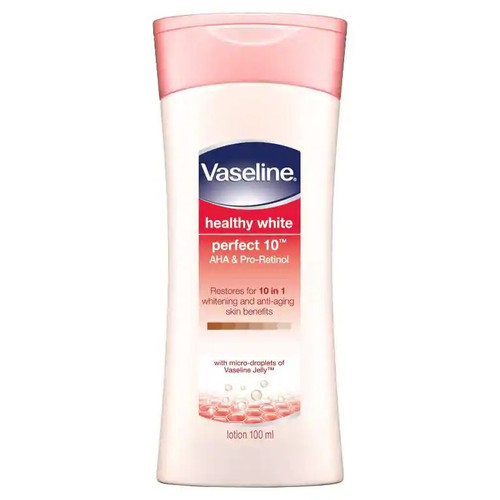 Vaseline®
healthy white
perfect 10™
AHA & Pro-Retinol
Restores for 10 in 1
whitening and anti-aging
skin benefits
with micro-droplets of
Vaseline Jelly™
lotion 100 ml